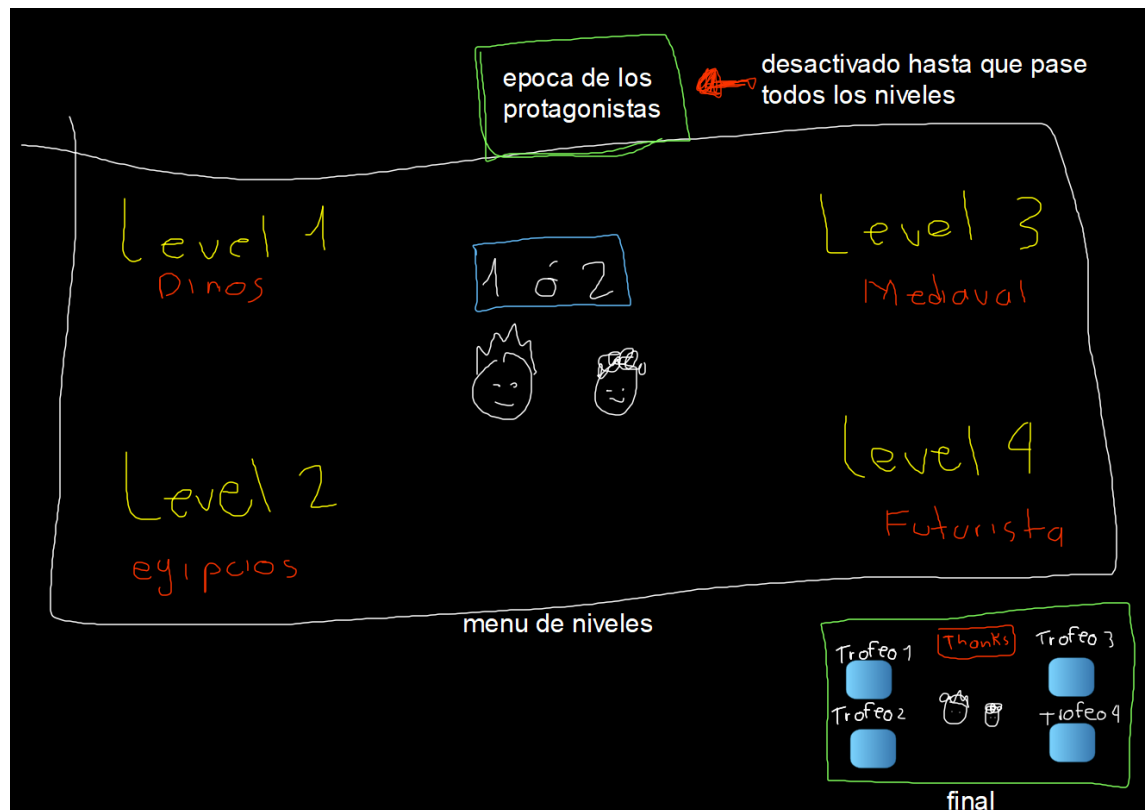 epoca de los
protagonistas
desactivado hasta que pase
todos los niveles
Level 1
Dinos
1 ó 2
Level 3
Mediaval
Level 2
egipcios
Level 4
Futurista
menu de niveles
Trofeo 1
Thanks
Trofeo 3
Trofeo 2
Trofeo 4
final